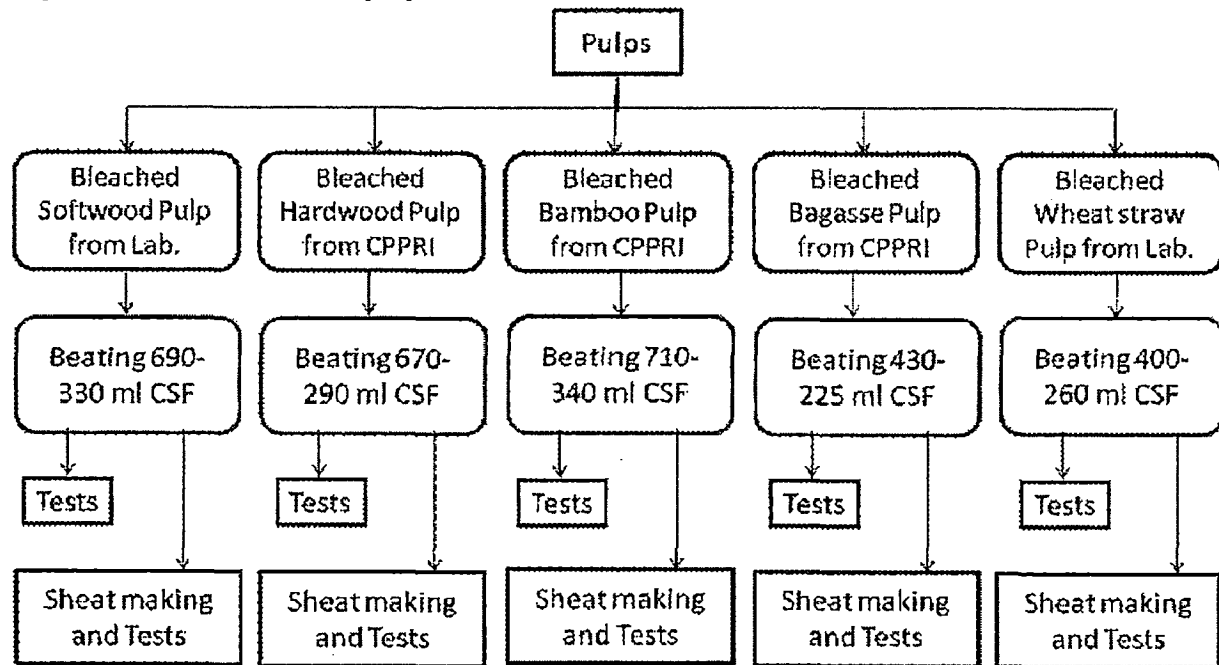 Pulps
Bleached
Softwood Pulp
from Lab.
Bleached
Hardwood Pulp
from CPPRI
Bleached
Bamboo Pulp
from CPPRI
Bleached
Bagasse Pulp
from CPPRI
Bleached
Wheat straw
Pulp from Lab.
Beating 690-
330 ml CSF
Beating 670-
290 ml CSF
Beating 710-
340 ml CSF
Beating 430-
225 ml CSF
Beating 400-
260 ml CSF
Tests
Tests
Tests
Tests
Tests
Sheat making
and Tests
Sheat making
and Tests
Sheat making
and Tests
Sheat making
and Tests
Sheat making
and Tests